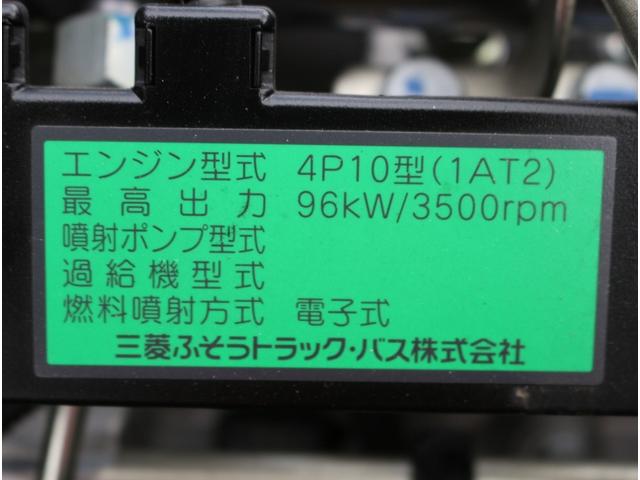 エンジン型式 4P10型(1AT2)
最高出力 96kW/3500rpm
噴射ポンプ型式
過給機型式
燃料噴射方式 電子式
三菱ふそうトラック・バス株式会社